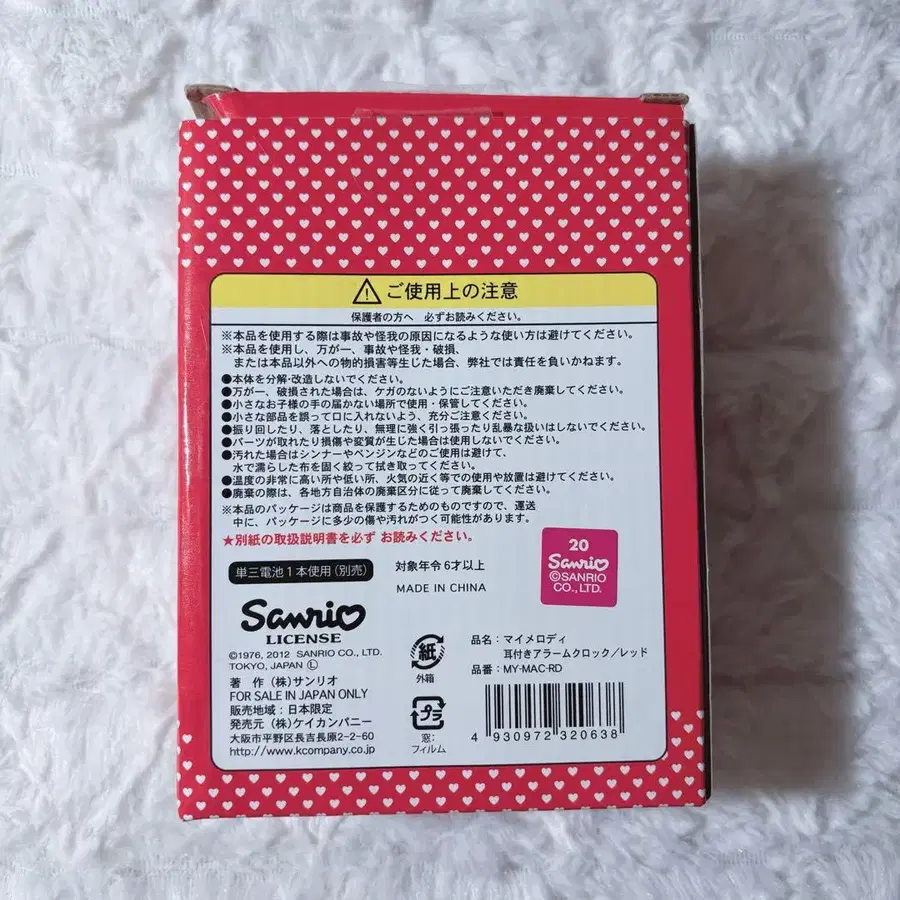 ご使用上の注意
保護者の方へ 必ずお読みください。
※本品を使用する際は事故や怪我の原因になるような使い方は避けてください。
※本品を使用し、万が一、事故や怪我・破損、
または本品以外への物的損害等生じた場合、弊社では責任を負いかねます。
●本体を分解・改造しないでください。
●万が一、破損された場合は、ケガのないようにご注意いただき廃棄してください。
●小さなお子様の手の届かない場所で使用・保管してください。
●小さな部品を誤って口に入れないよう、充分ご注意ください。
●振り回したり、落としたり、無理に強く引っ張ったり乱暴な扱いはしないでください。
●パーツが取れたり損傷や変質が生じた場合は使用しないでください。
●汚れた場合はシンナーやベンジンなどのご使用は避けて、
水で濡らした布を固く絞って拭き取ってください。
●温度の非常に高い所や低い所、火気の近く等での使用や放置は避けてください。
●廃棄の際は、各地方自治体の廃棄区分に従って廃棄してください。
※本品のパッケージは商品を保護するためのものですので、運送
中に、パッケージに多少の傷や汚れがつく可能性があります。
★別紙の取扱説明書を必ず お読みください。
単三電池1本使用(別売)
対象年令6才以上
MADE IN CHINA
20
Sanrio
©SANRIO
CO.,LTD.
Sanrio
LICENSE
©1976, 2012 SANRIO CO., LTD.
TOKYO, JAPAN Ⓛ
著 作 (株)サンリオ
FOR SALE IN JAPAN ONLY
販売地域:日本限定
発売元 (株)ケイカンパニー
大阪市平野区長吉長原2-2-60
http://www.kcompany.co.jp
紙
外箱
プラ
窓:
フィルム
品名:マイメロディ
耳付きアラームクロック/レッド
品番:MY-MAC-RD
4 930972 320638